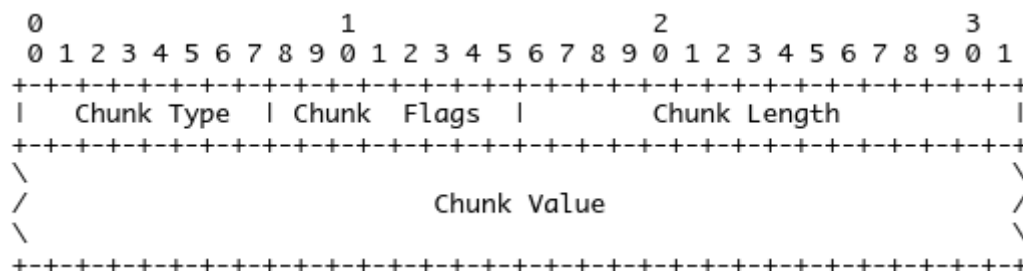 0                   1                   2                   3
0 1 2 3 4 5 6 7 8 9 0 1 2 3 4 5 6 7 8 9 0 1 2 3 4 5 6 7 8 9 0 1
+-+-+-+-+-+-+-+-+-+-+-+-+-+-+-+-+-+-+-+-+-+-+-+-+-+-+-+-+-+-+-+-+
|   Chunk Type  | Chunk  Flags  |        Chunk Length           |
+-+-+-+-+-+-+-+-+-+-+-+-+-+-+-+-+-+-+-+-+-+-+-+-+-+-+-+-+-+-+-+-+
\                                                               \
/                          Chunk Value                          /
\                                                               \
+-+-+-+-+-+-+-+-+-+-+-+-+-+-+-+-+-+-+-+-+-+-+-+-+-+-+-+-+-+-+-+-+